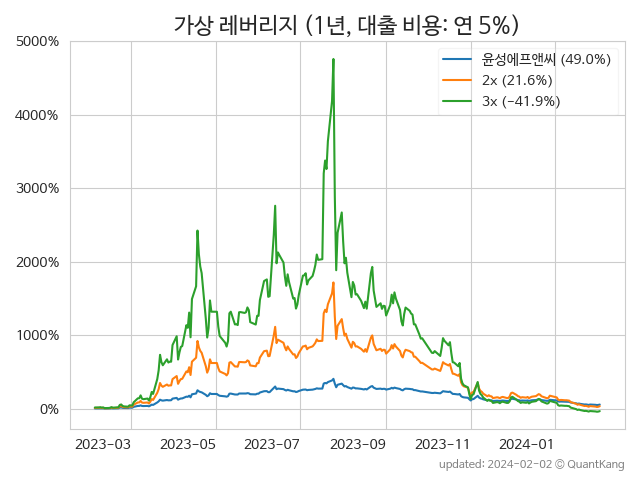 가상 레버리지 (1년, 대출 비용: 연 5%)
5000%
4000%
3000%
2000%
1000%
0%
윤성에프앤씨 (49.0%)
2x (21.6%)
3x (−41.9%)
2023-03
2023-05
2023-07
2023-09
2023-11
2024-01
updated: 2024-02-02 © QuantKang